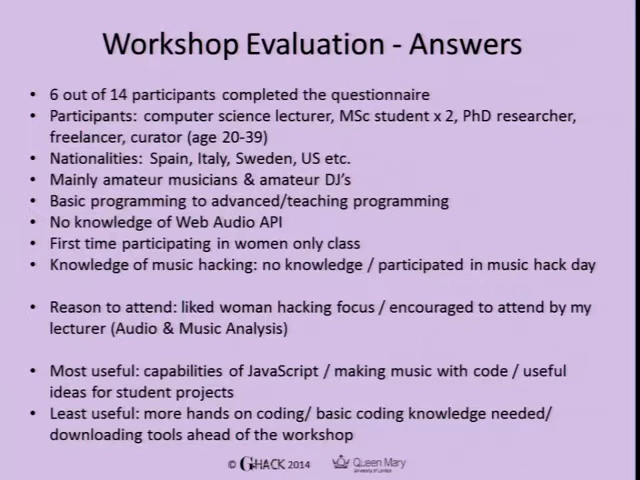 Workshop Evaluation - Answers
• 6 out of 14 participants completed the questionnaire
• Participants: computer science lecturer, MSc student x 2, PhD researcher,
freelancer, curator (age 20-39)
• Nationalities: Spain, Italy, Sweden, US etc.
• Mainly amateur musicians & amateur DJ's
• Basic programming to advanced/teaching programming
• No knowledge of Web Audio API
• First time participating in women only class
• Knowledge of music hacking: no knowledge / participated in music hack day
• Reason to attend: liked woman hacking focus / encouraged to attend by my
lecturer (Audio & Music Analysis)
• Most useful: capabilities of JavaScript / making music with code / useful
ideas for student projects
• Least useful: more hands on coding/ basic coding knowledge needed/
downloading tools ahead of the workshop
© G.HACK 2014 Queen Mary
University of London